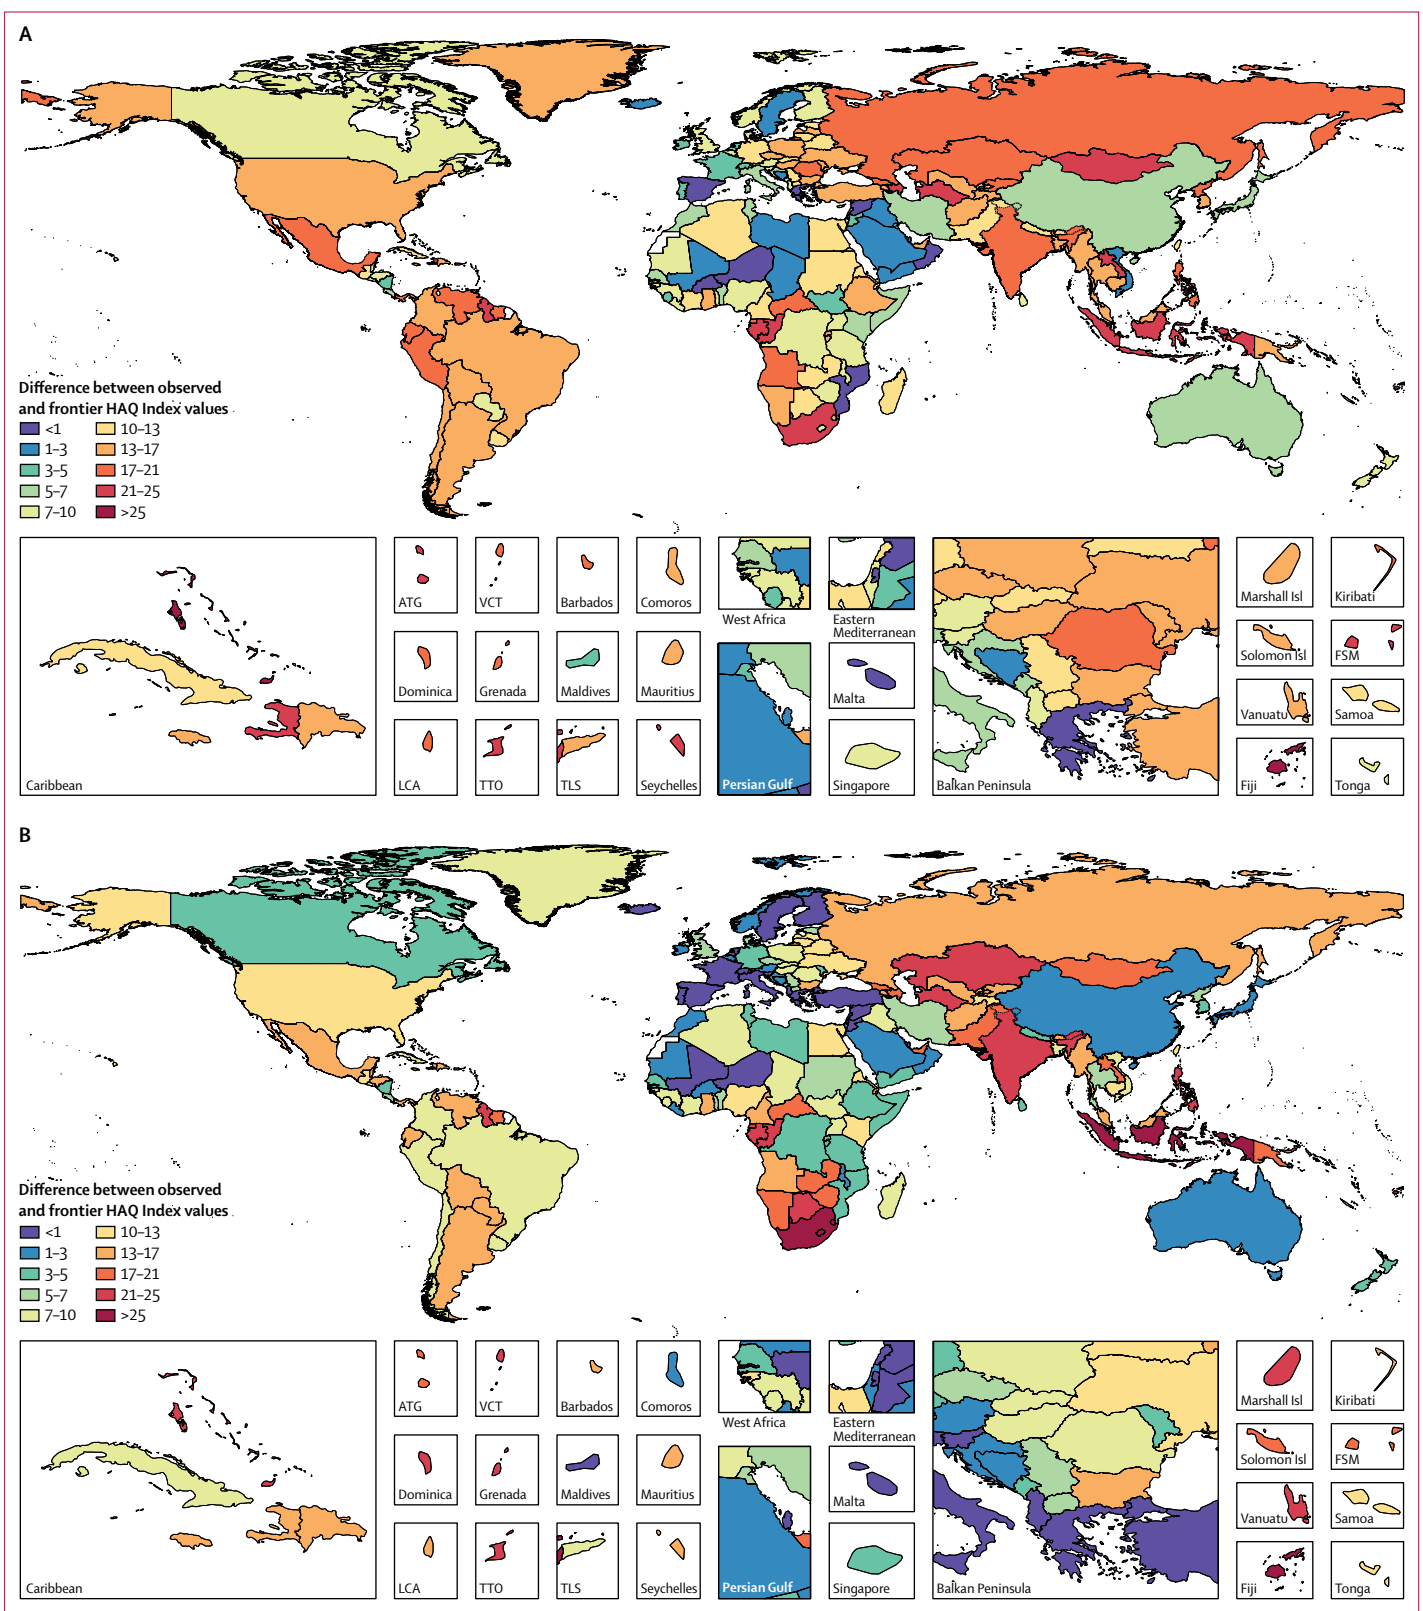 A
Difference between observed
and frontier HAQ Index values
<1 10–13
1–3 13–17
3–5 17–21
5–7 21–25
7–10 >25
Caribbean
ATG
VCT
Barbados
Comoros
Dominica
Grenada
Maldives
Mauritius
LCA
TTO
TLS
Seychelles
West Africa
Eastern
Mediterranean
Persian Gulf
Malta
Singapore
Balkan Peninsula
Marshall Isl
Kiribati
Solomon Isl
FSM
Vanuatu
Samoa
Fiji
Tonga
B
Difference between observed
and frontier HAQ Index values
<1 10–13
1–3 13–17
3–5 17–21
5–7 21–25
7–10 >25
Caribbean
ATG
VCT
Barbados
Comoros
Dominica
Grenada
Maldives
Mauritius
LCA
TTO
TLS
Seychelles
West Africa
Eastern
Mediterranean
Persian Gulf
Malta
Singapore
Balkan Peninsula
Marshall Isl
Kiribati
Solomon Isl
FSM
Vanuatu
Samoa
Fiji
Tonga